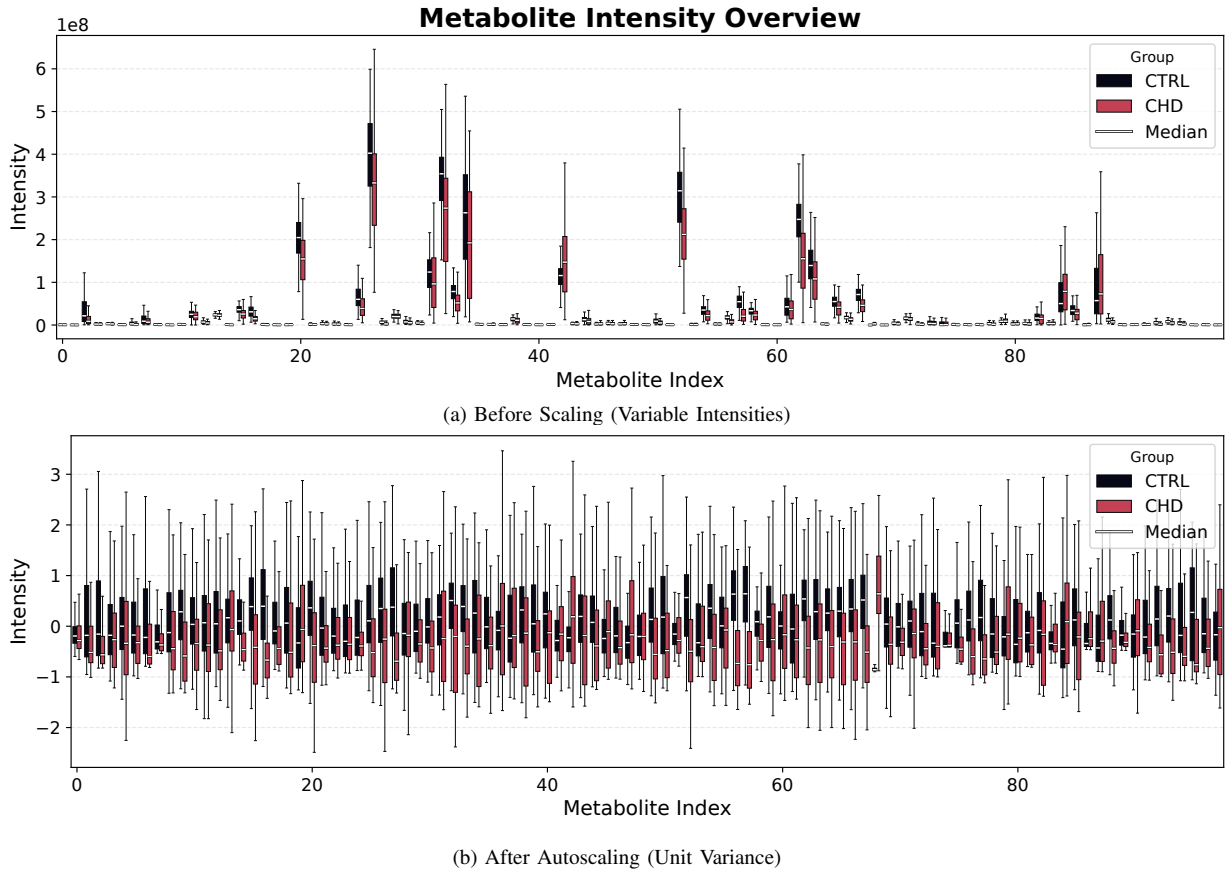 Metabolite Intensity Overview
1e8
6
5
4
3
2
1
0
Intensity
Group
CTRL
CHD
Median
0 20 40 60 80
Metabolite Index
(a) Before Scaling (Variable Intensities)
3
2
1
0
−1
−2
Intensity
Group
CTRL
CHD
Median
0 20 40 60 80
Metabolite Index
(b) After Autoscaling (Unit Variance)